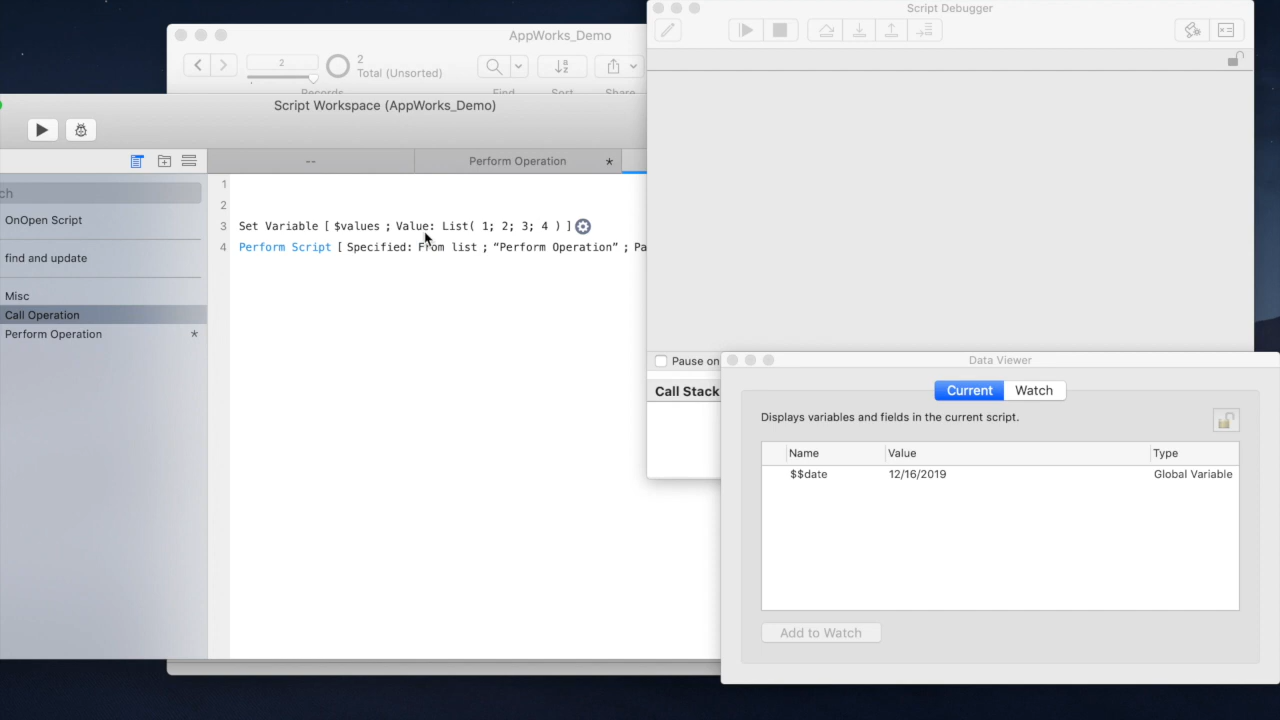 Script Debugger
AppWorks_Demo
2
2
Total (Unsorted)
Records
Find
Sort
Share
Script Workspace (AppWorks_Demo)
--
Perform Operation *
ch
OnOpen Script
find and update
Misc
Call Operation
Perform Operation *
1
2
3 Set Variable [ $values ; Value: List( 1; 2; 3; 4 ) ]
4 Perform Script [ Specified: From list ; “Perform Operation” ; Pa
Pause on
Call Stack
Data Viewer
Current Watch
Displays variables and fields in the current script.
Name Value Type
$$date 12/16/2019 Global Variable
Add to Watch